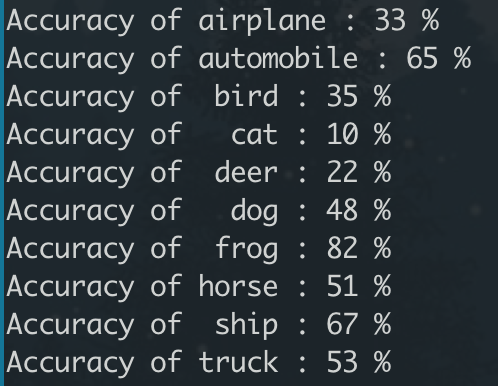 Accuracy of airplane : 33 %
Accuracy of automobile : 65 %
Accuracy of  bird : 35 %
Accuracy of   cat : 10 %
Accuracy of  deer : 22 %
Accuracy of   dog : 48 %
Accuracy of  frog : 82 %
Accuracy of horse : 51 %
Accuracy of  ship : 67 %
Accuracy of truck : 53 %